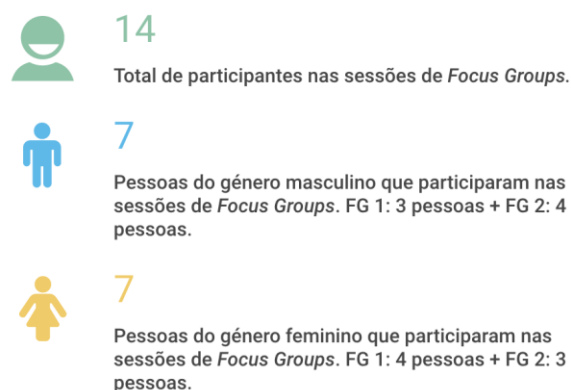 14
Total de participantes nas sessões de Focus Groups.
7
Pessoas do género masculino que participaram nas
sessões de Focus Groups. FG 1: 3 pessoas + FG 2: 4
pessoas.
7
Pessoas do género feminino que participaram nas
sessões de Focus Groups. FG 1: 4 pessoas + FG 2: 3
pessoas.